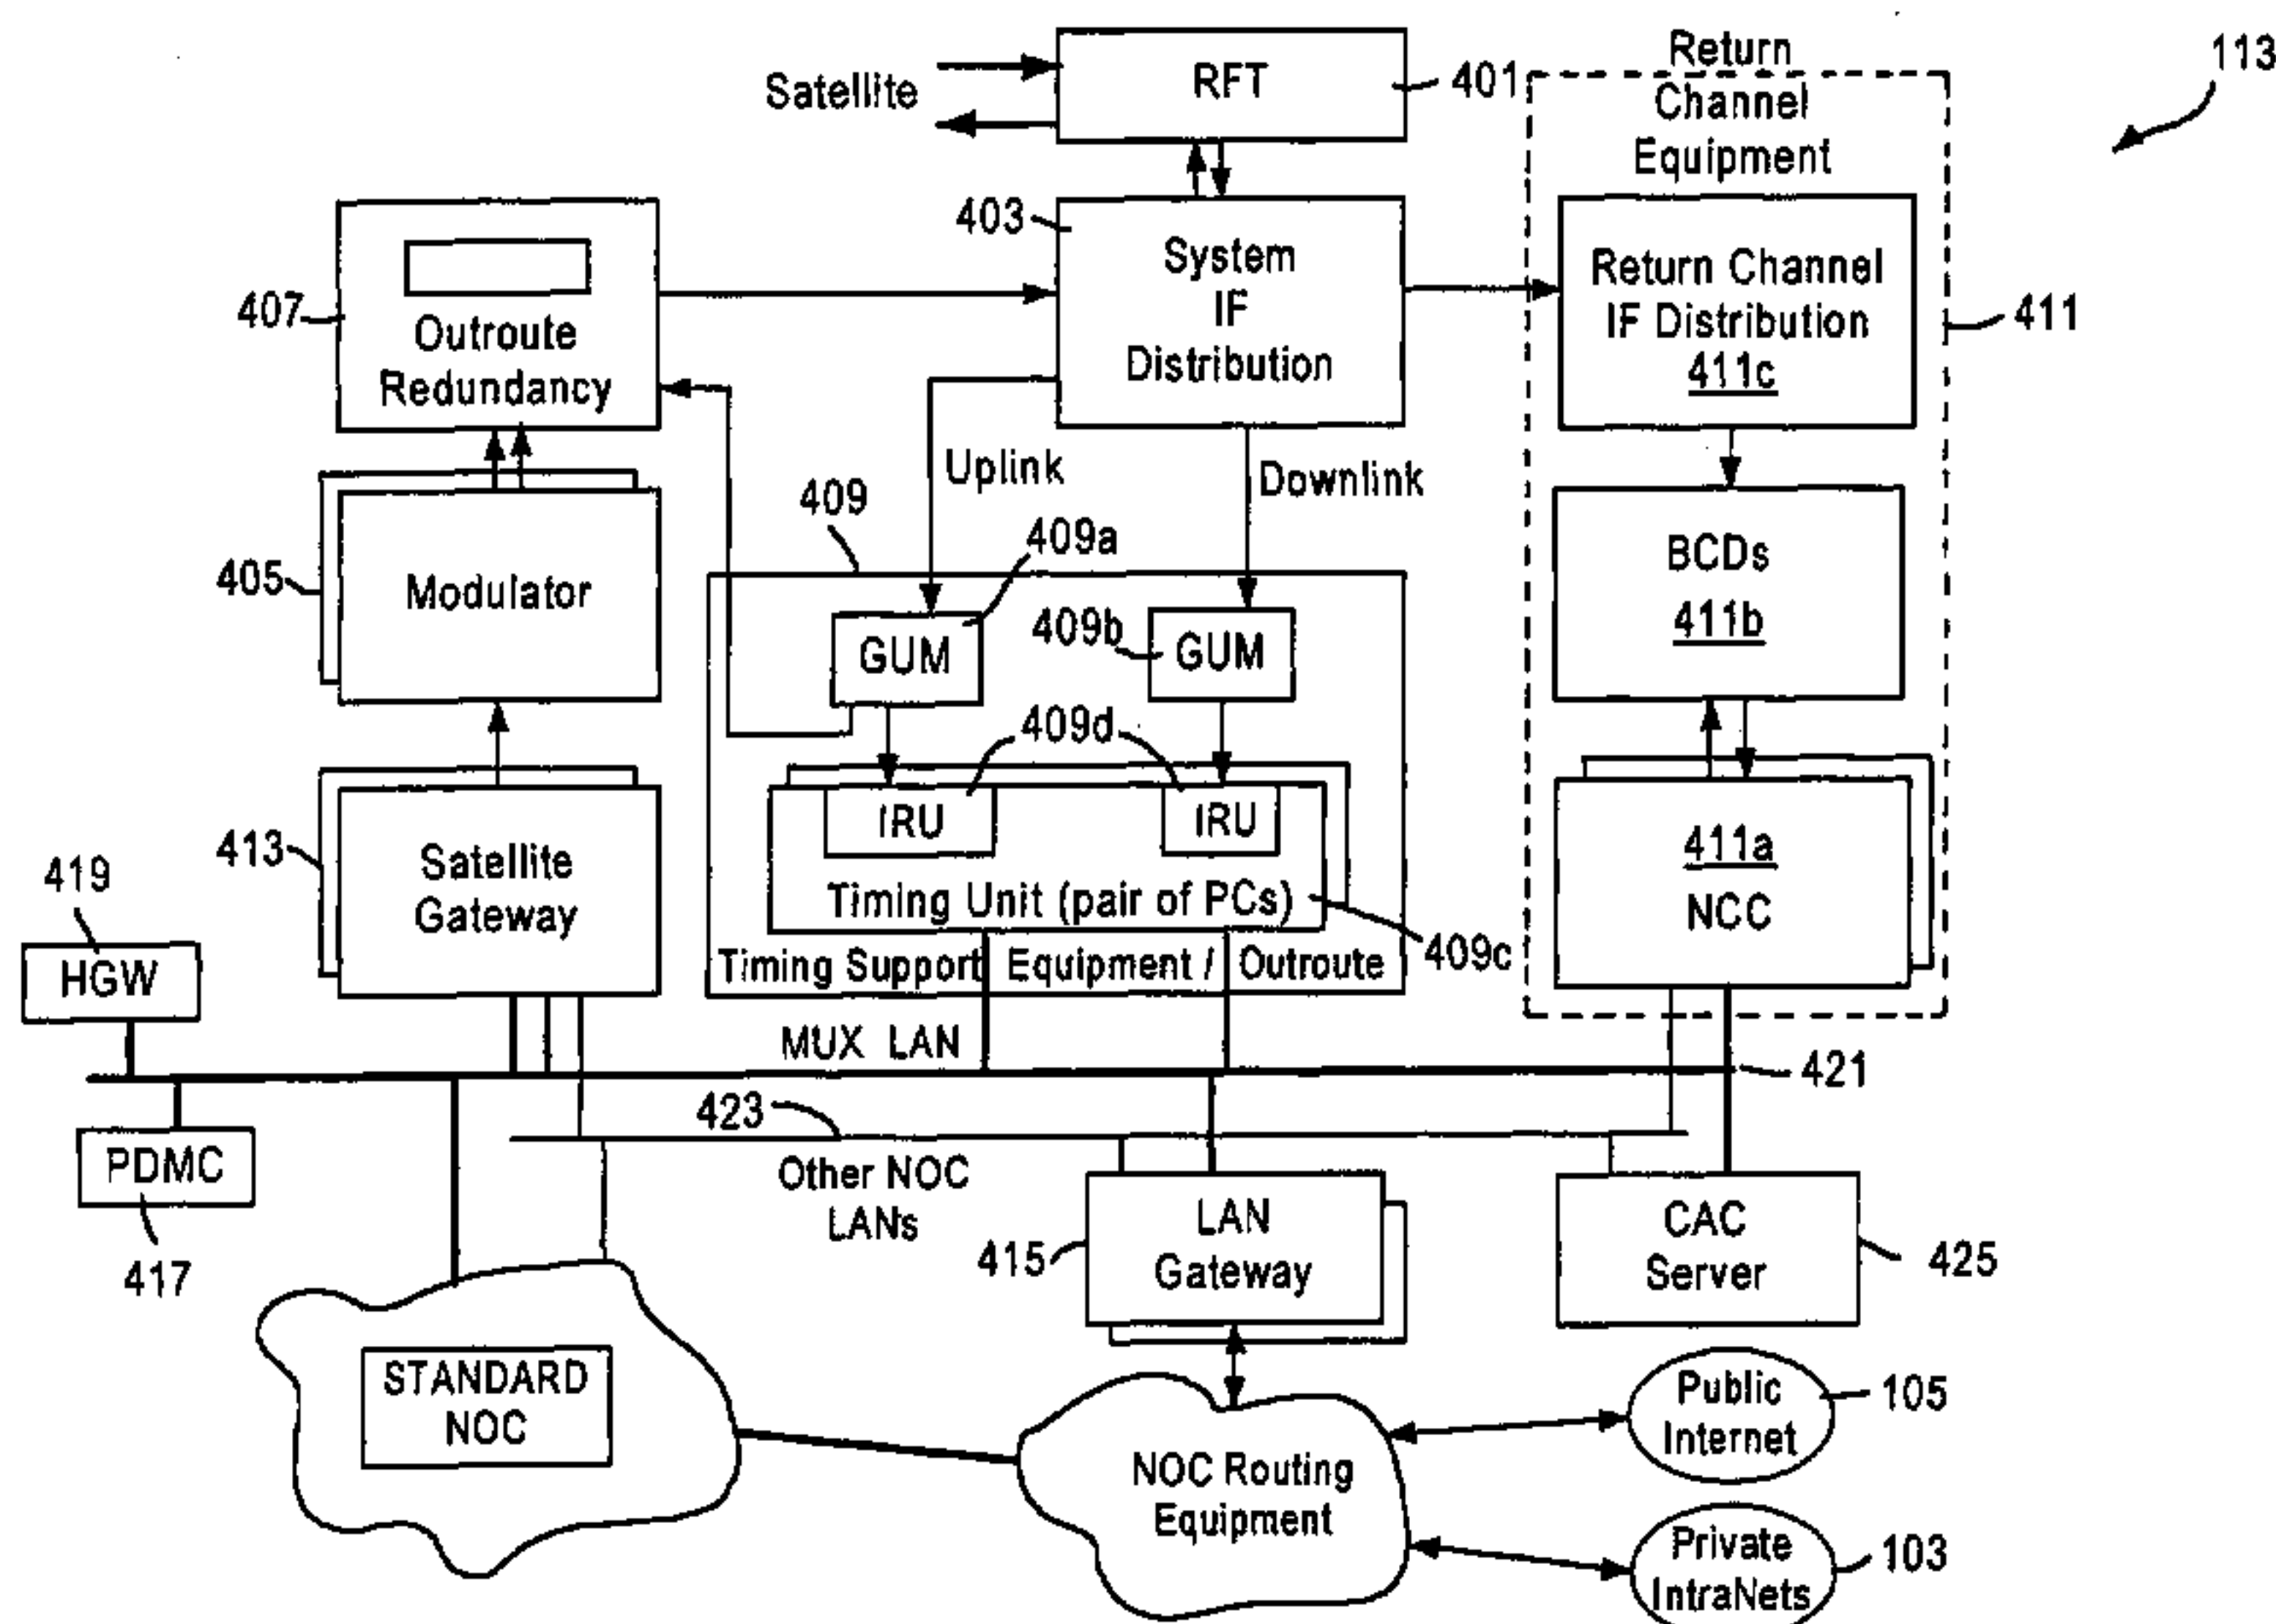 Return
113
Satellite
RFT
401
Channel
Equipment
403
System
IF
Distribution
Return Channel
IF Distribution
411c
411
407
Outroute
Redundancy
Uplink
Downlink
409
409a
BCDs
411b
405
Modulator
GUM
409b
GUM
409d
IRU
IRU
411a
NCC
413
Satellite
Gateway
419
HGW
Timing Unit (pair of PCs)
409c
Timing Support Equipment / Outroute
MUX LAN
421
423
PDMC
417
Other NOC
LANs
415
LAN
Gateway
CAC
Server
425
STANDARD
NOC
Public
Internet
105
NOC Routing
Equipment
Private
IntraNets
103